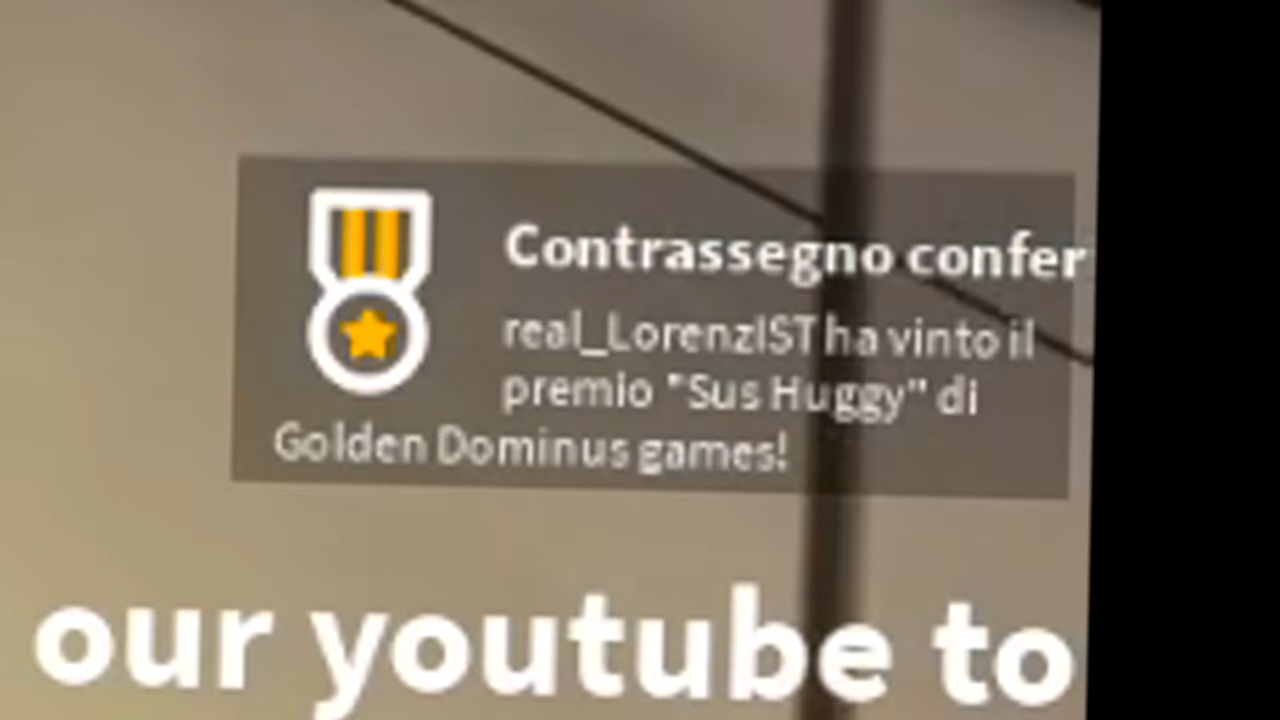 Contrassegno confer
real_LorenzIST ha vinto il
premio "Sus Huggy" di
Golden Dominus games!
our youtube to